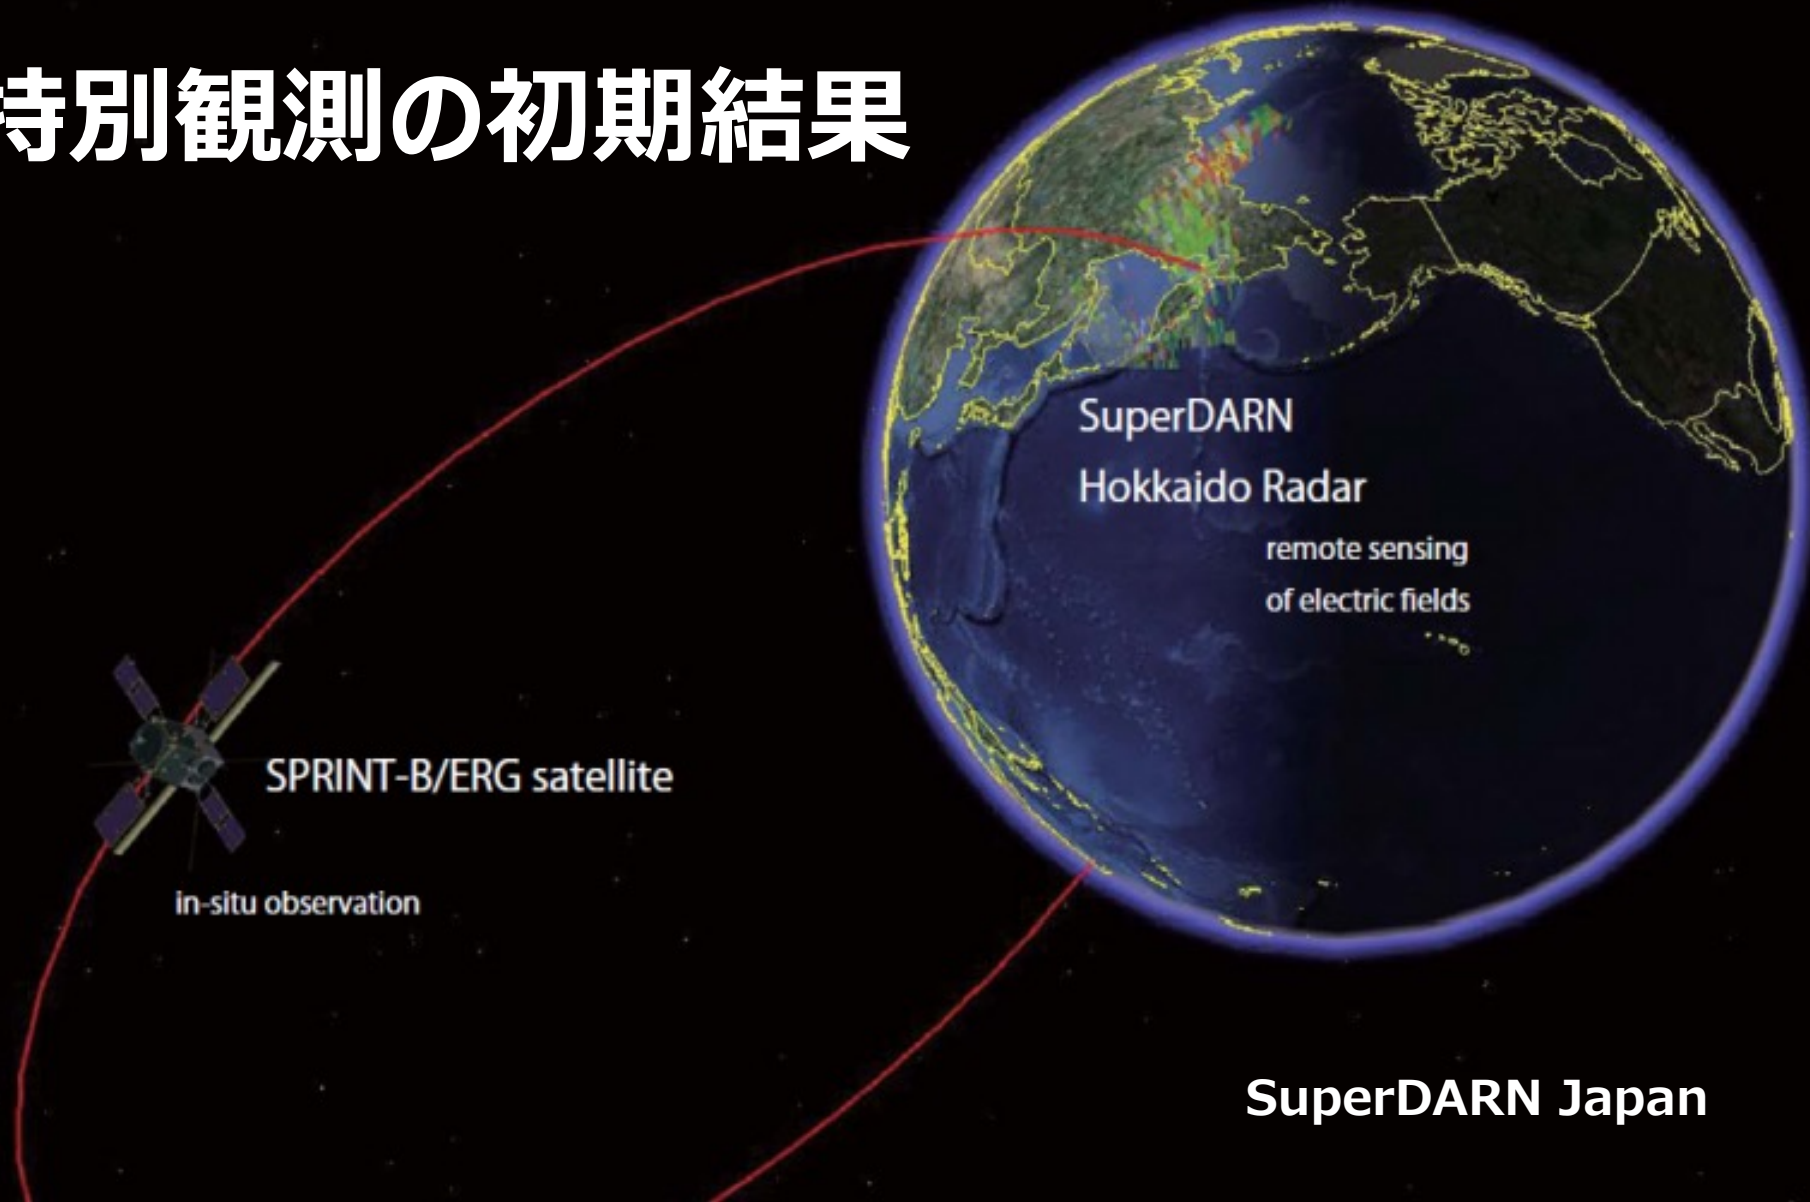 特別観測の初期結果
SuperDARN
Hokkaido Radar
remote sensing
of electric fields
SPRINT-B/ERG satellite
in-situ observation
SuperDARN Japan